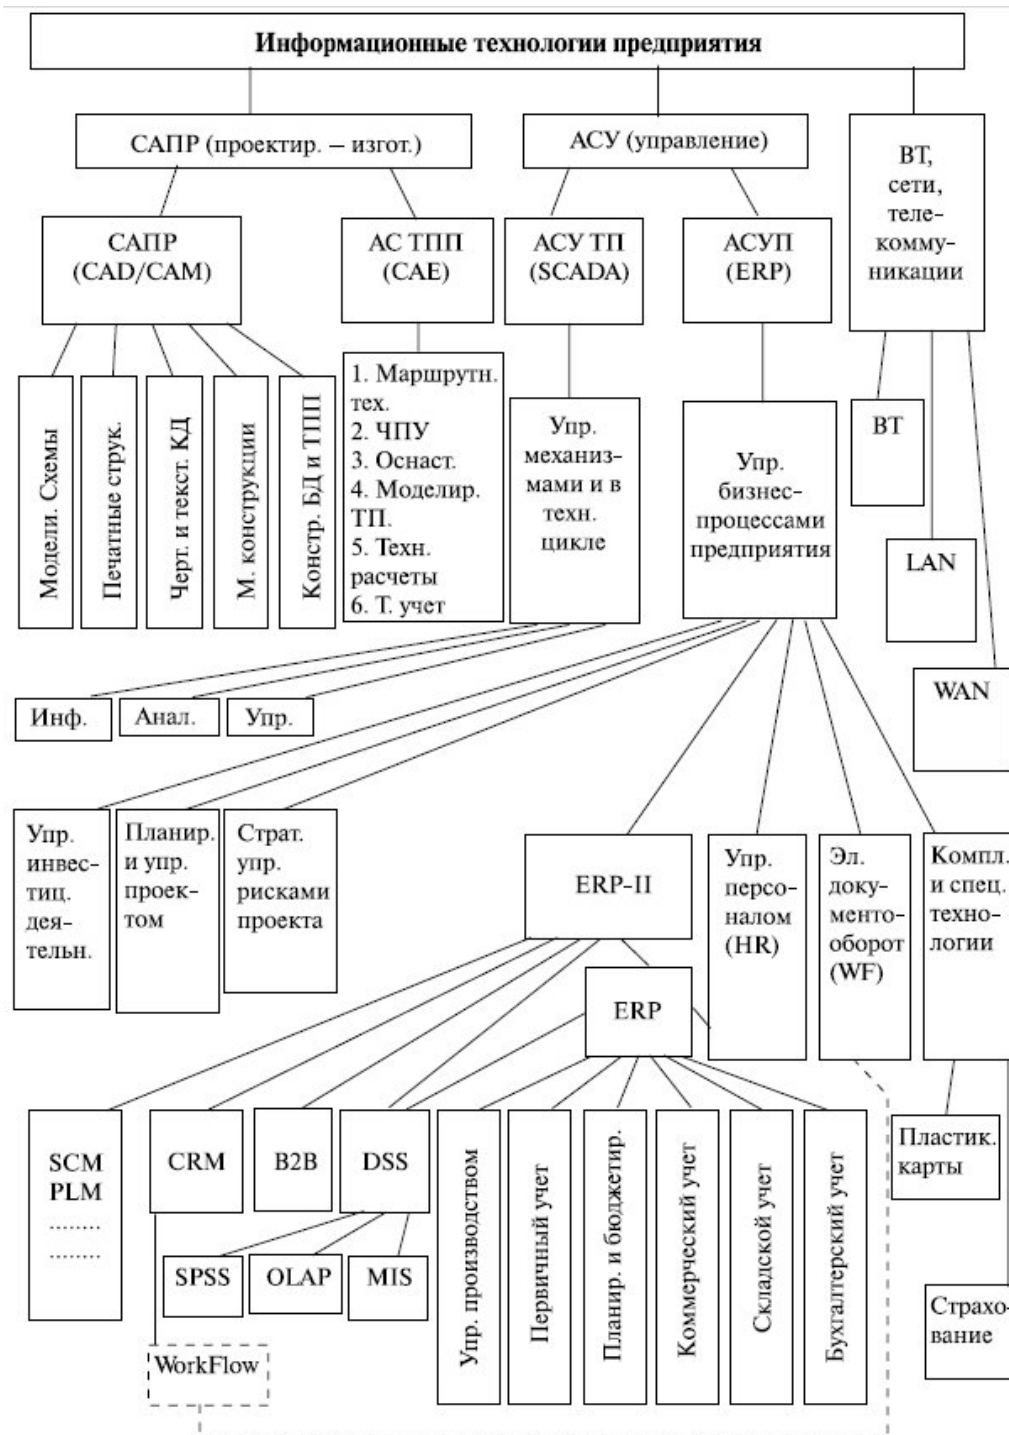 Информационные технологии предприятия
САПР (проектир. – изгот.)
АСУ (управление)
ВТ,
сети,
теле-
комму-
никации
САПР
(CAD/CAM)
АС ТПП
(CAE)
АСУ ТП
(SCADA)
АСУП
(ERP)
Модели. Схемы
Печатные струк.
Черт. и текст. КД
М. конструкции
Констр. БД и ТПП
1. Маршрутн.
тех.
2. ЧПУ
3. Оснаст.
4. Моделир.
ТП.
5. Техн.
расчеты
6. Т. учет
Упр.
механиз-
мами и в
техн.
цикле
Упр.
бизнес-
процессами
предприятия
ВТ
LAN
WAN
Инф.
Анал.
Упр.
Упр.
инвес-
тиц.
дея-
тельн.
Планир.
и упр.
проек-
том
Страт.
упр.
рисками
проекта
ERP-II
Упр.
персо-
налом
(HR)
Эл.
доку-
менто-
оборот
(WF)
Компл.
и спец.
техно-
логии
ERP
SCM
PLM
........
........
CRM
B2B
DSS
SPSS
OLAP
MIS
Упр. производством
Первичный учет
Планир. и бюджетир.
Коммерческий учет
Складской учет
Бухгалтерский учет
Пластик.
карты
Страхо-
вание
WorkFlow